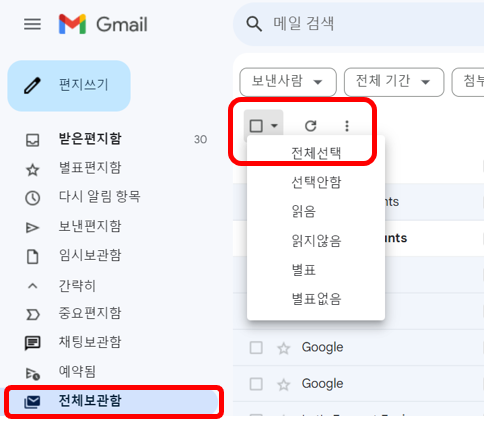 Gmail
메일 검색
편지쓰기
보낸사람
전체 기간
첨부
받은편지함 30
별표편지함
다시 알림 항목
보낸편지함
임시보관함
간략히
중요편지함
채팅보관함
예약됨
전체보관함
전체선택
선택안함
읽음
읽지않음
별표
별표없음
Google
Google